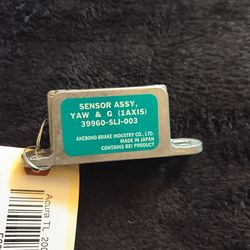 SENSOR ASSY,
YAW & G (1AXIS)
39960-SLJ-003
AKEBONO BRAKE INDUSTRY CO., LTD.
MADE IN JAPAN
CONTAINS BEI PRODUCT
Acura TL 200